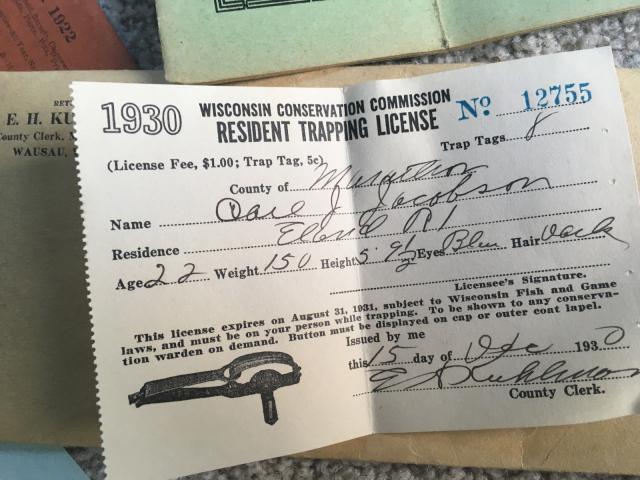 1922
RET
E. H. KU
County Clerk, M
WAUSAU,
1930 WISCONSIN CONSERVATION COMMISSION No 12755
RESIDENT TRAPPING LICENSE
Trap Tags 8
(License Fee, $1.00; Trap Tag, 5c)
County of Marathon
Name Carl J Jacobson
Residence R 1
Age 22 Weight 150 Height 5' 9½ Eyes Blue Hair Dark
Licensee's Signature.
This license expires on August 31, 1931, subject to Wisconsin Fish and Game
laws, and must be on your person while trapping. To be shown to any conserva-
tion warden on demand. Button must be displayed on cap or outer coat lapel.
Issued by me
this 15 day of Dec 1930
E H Kuhlmann
County Clerk.